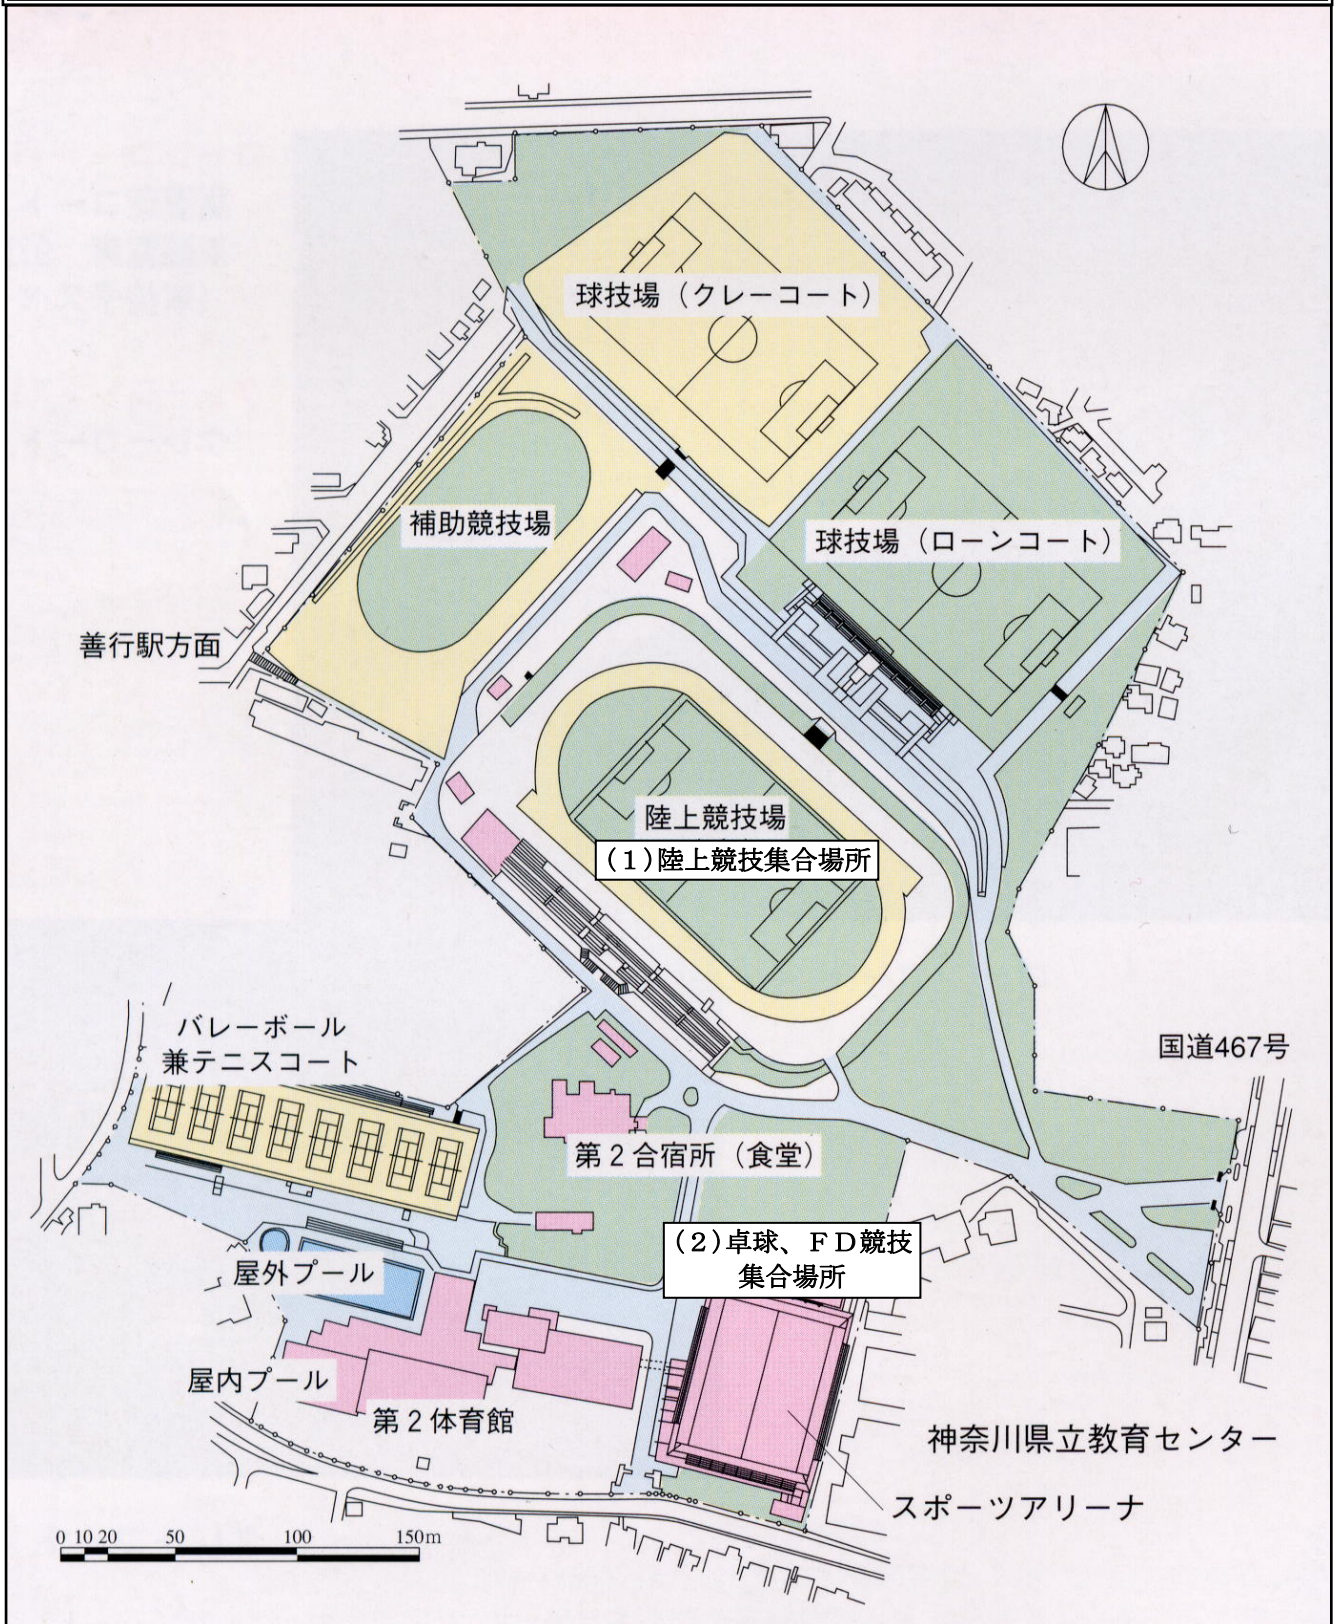 球技場（クレーコート）
球技場（ローンコート）
補助競技場
善行駅方面
陸上競技場
(1)陸上競技集合場所
バレーボール
兼テニスコート
国道467号
第2合宿所（食堂）
(2)卓球、ＦＤ競技
集合場所
屋外プール
屋内プール
第2体育館
神奈川県立教育センター
スポーツアリーナ
0 10 20 50 100 150m